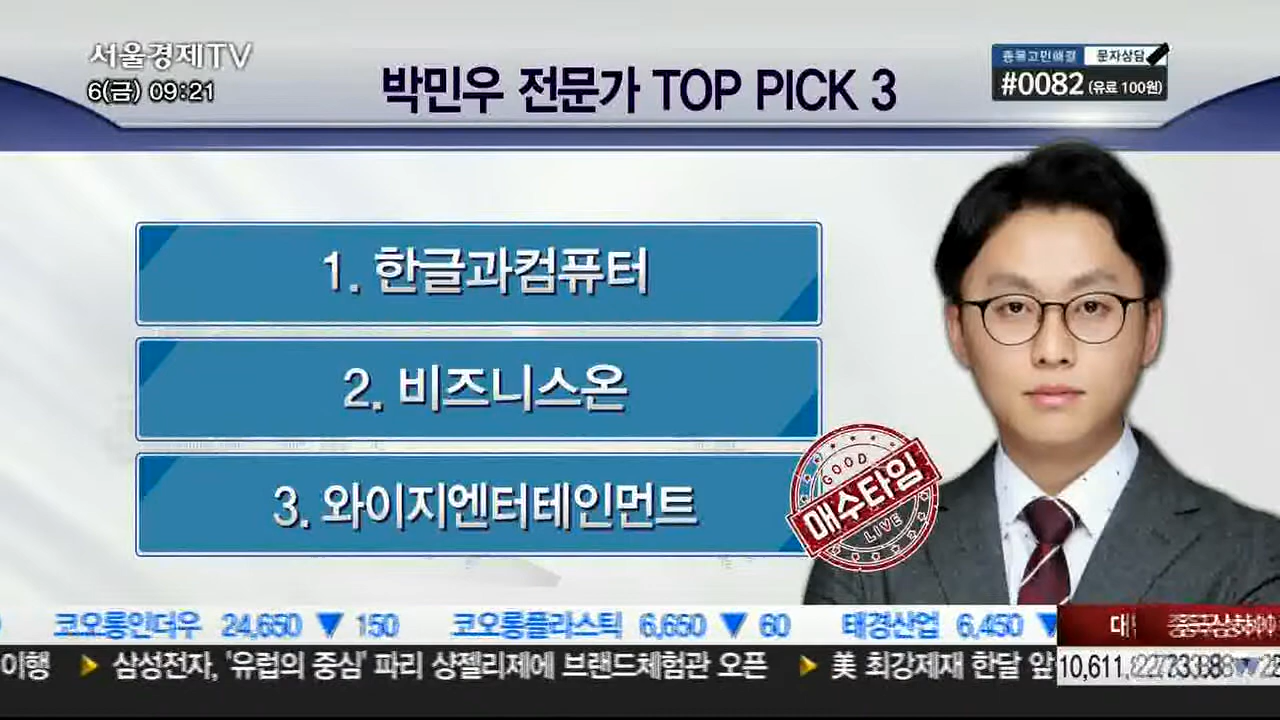 서울경제TV
6(금) 09:21
박민우 전문가 TOP PICK 3
종목고민해결 문자상담
#0082 (유료 100원)
1. 한글과컴퓨터
2. 비즈니스온
3. 와이지엔터테인먼트
GOOD
매수타임
LIVE
코오롱인더우 24,650 ▼ 150 코오롱플라스틱 6,650 ▼ 60 태경산업 6,450 ▼
이행 ▶ 삼성전자, '유럽의 중심' 파리 샹젤리제에 브랜드체험관 오픈 ▶ 美 최강제재 한달 앞